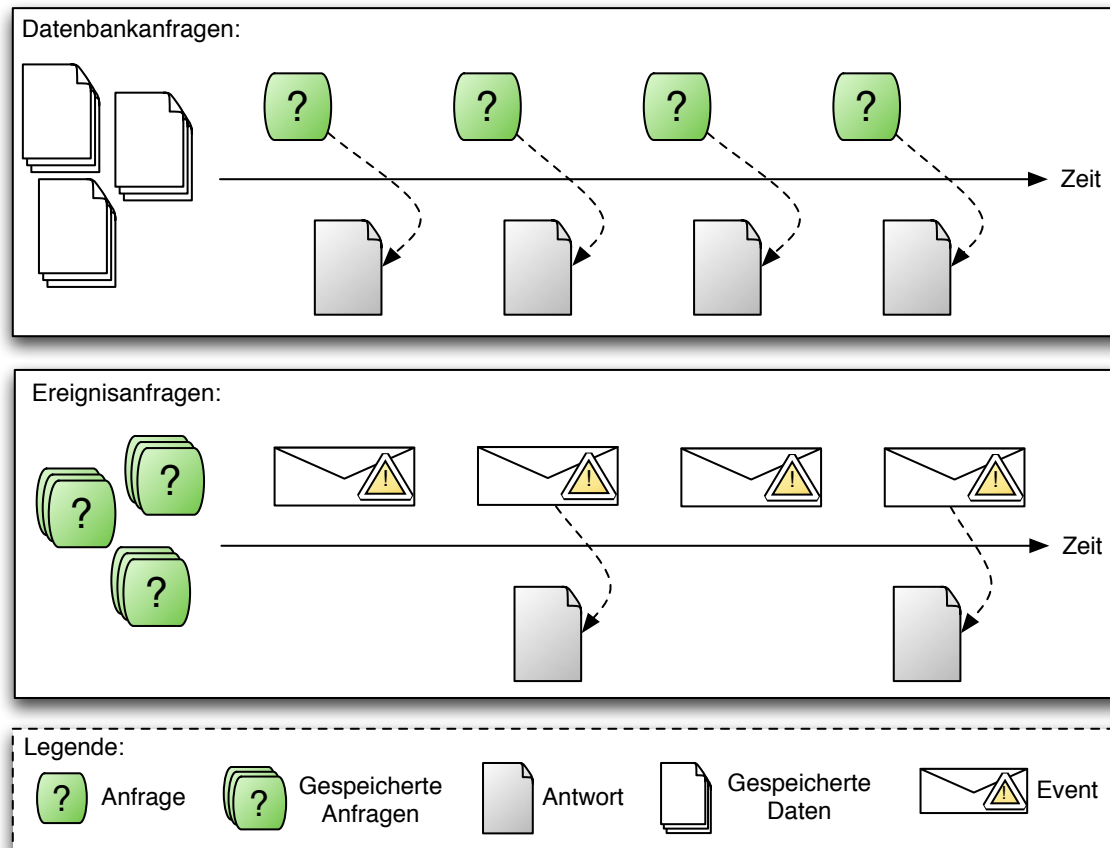 Datenbankanfragen:
?
?
?
?
Zeit
Ereignisanfragen:
?
?
?
!
!
!
!
Zeit
Legende:
?
Anfrage
?
Gespeicherte
Anfragen
Antwort
Gespeicherte
Daten
!
Event